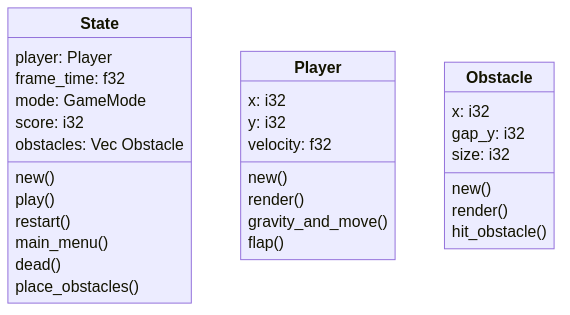 State
player: Player
frame_time: f32
mode: GameMode
score: i32
obstacles: Vec Obstacle
new()
play()
restart()
main_menu()
dead()
place_obstacles()
Player
x: i32
y: i32
velocity: f32
new()
render()
gravity_and_move()
flap()
Obstacle
x: i32
gap_y: i32
size: i32
new()
render()
hit_obstacle()